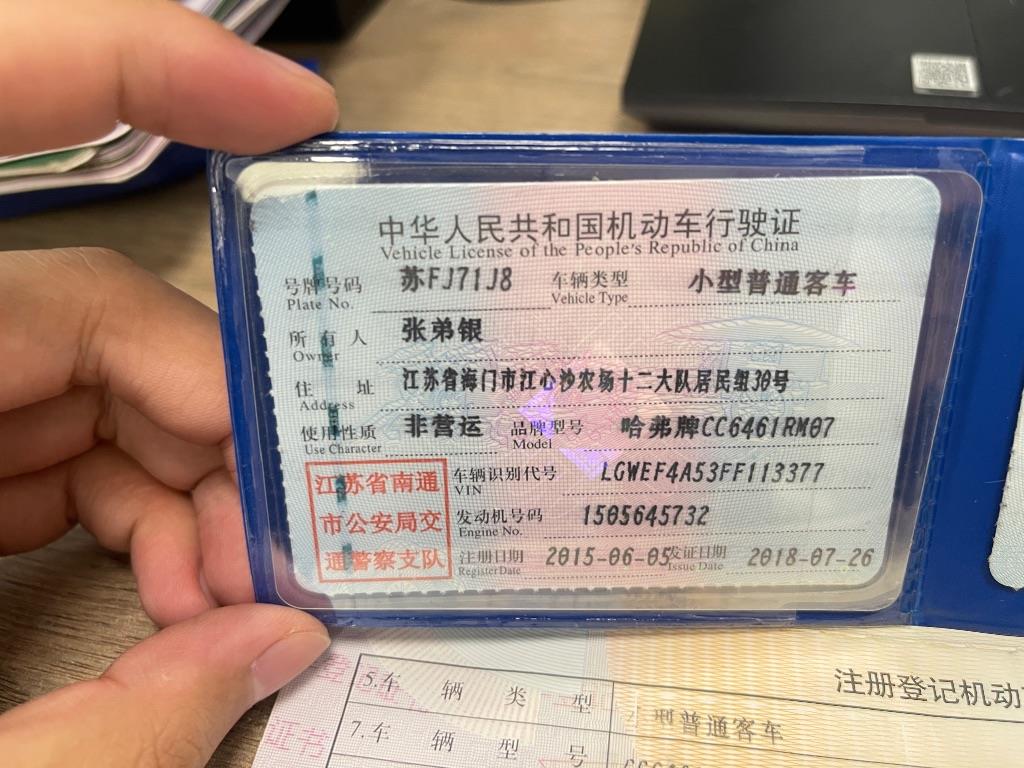 中华人民共和国机动车行驶证
Vehicle License of the People's Republic of China
号牌号码 苏FJ71J8 车辆类型 小型普通客车
Plate No. Vehicle Type
所有人 张弟银
Owner
住址 江苏省海门市江心沙农场十二大队居民组30号
Address
使用性质 非营运 品牌型号 哈弗牌CC6461RM07
Use Character Model
江苏省南通
市公安局交
通警察支队
车辆识别代号 LGWEF4A53FF113377
VIN
发动机号码 1505645732
Engine No.
注册日期 2015-06-05 发证日期 2018-07-26
Register Date Issue Date
注册登记机动
5.车辆类型 型普通客车
7.车辆型号
证书